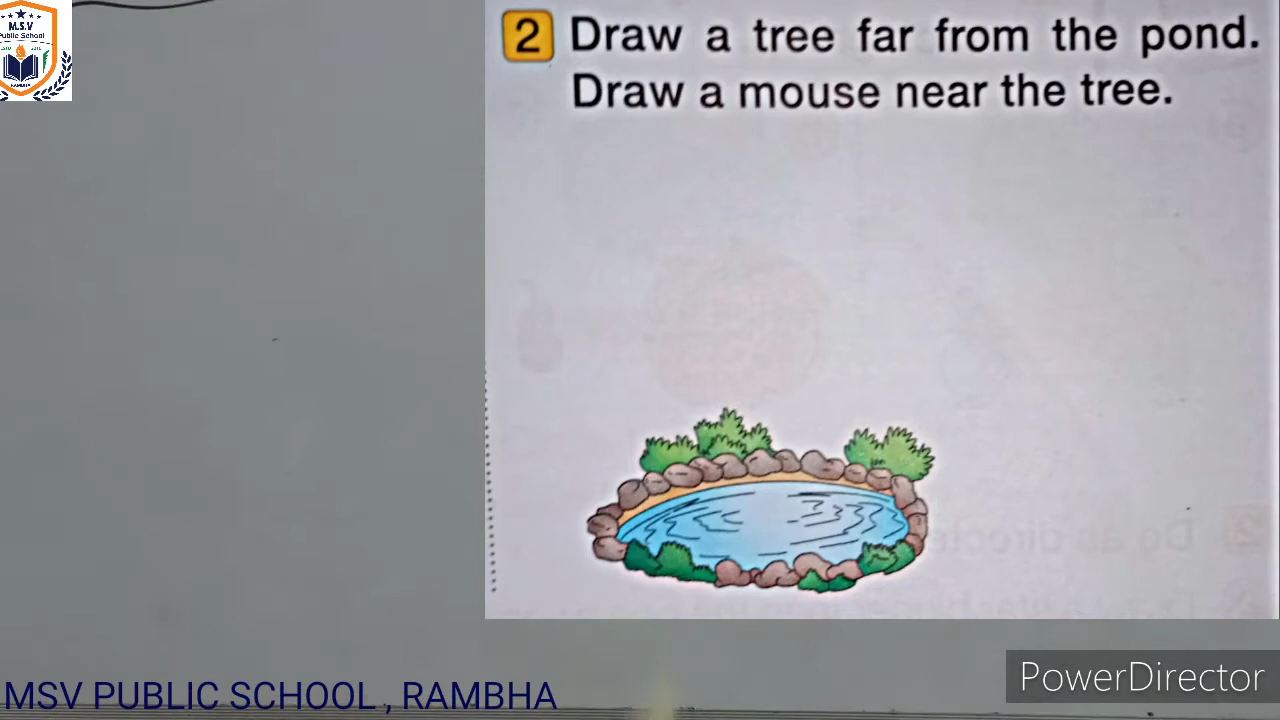 M.S.V
Public School
RAMBHA
2 Draw a tree far from the pond.
Draw a mouse near the tree.
MSV PUBLIC SCHOOL , RAMBHA
PowerDirector